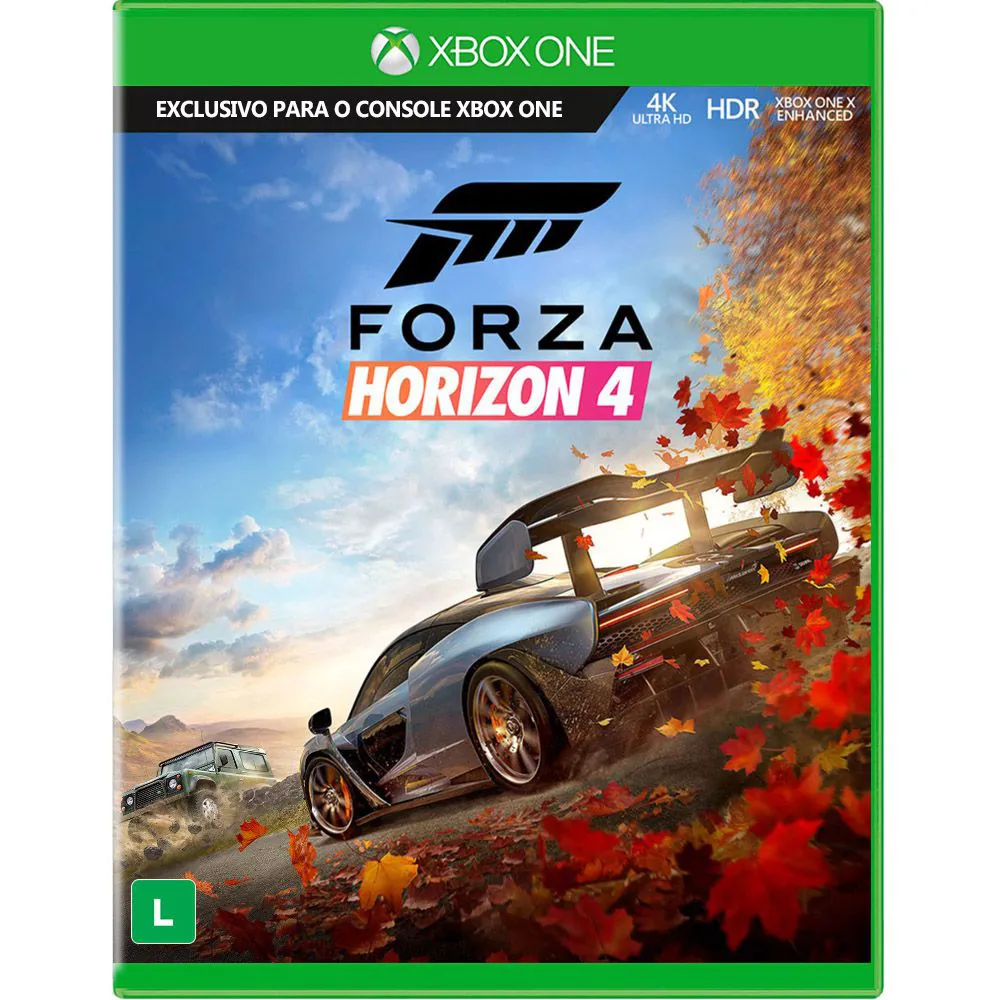 XBOX ONE
EXCLUSIVO PARA O CONSOLE XBOX ONE
4K
ULTRA HD
HDR
XBOX ONE X
ENHANCED
FORZA
HORIZON 4
L